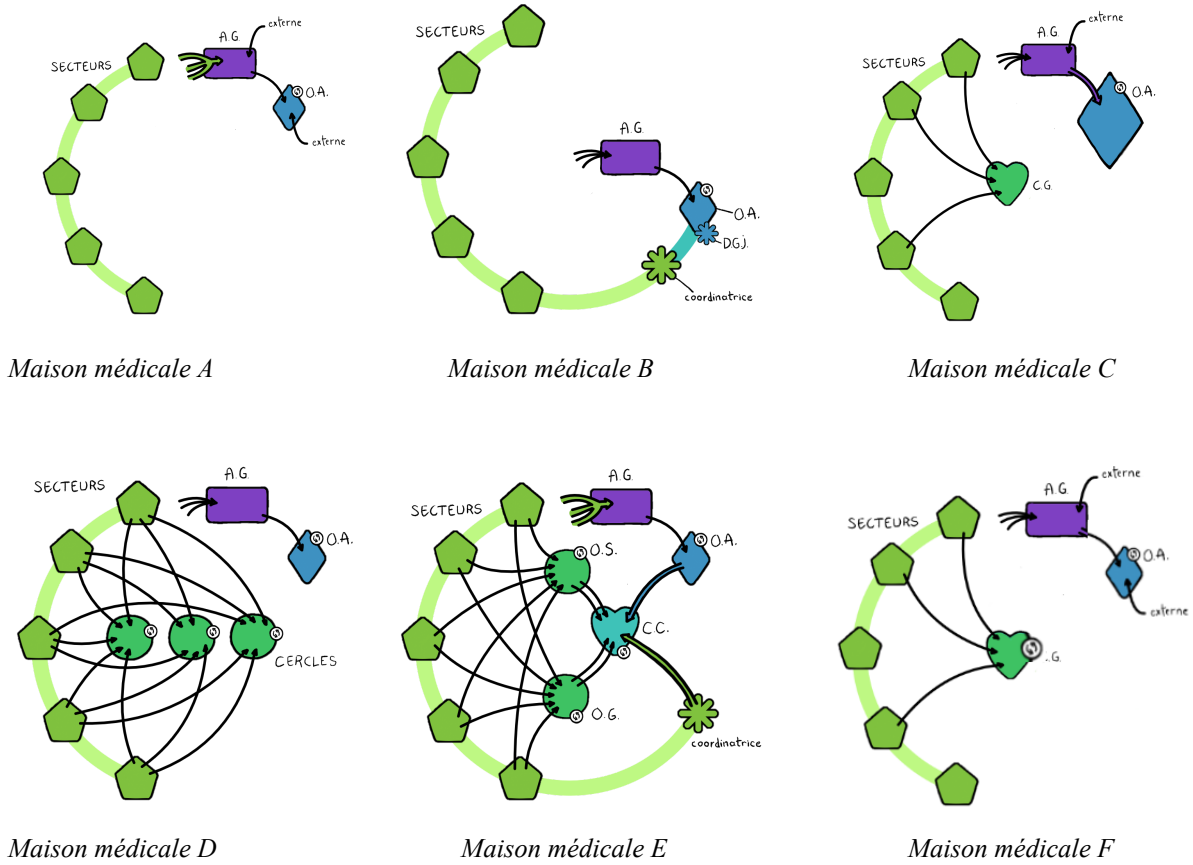 externe
A.G.
SECTEURS
O.A.
externe
Maison médicale A
SECTEURS
A.G.
O.A.
D.G.J.
coordinatrice
Maison médicale B
externe
A.G.
SECTEURS
O.A.
C.G.
Maison médicale C
A.G.
SECTEURS
O.A.
CERCLES
Maison médicale D
A.G.
SECTEURS
O.S.
O.A.
C.C.
O.G.
coordinatrice
Maison médicale E
externe
A.G.
SECTEURS
O.A.
externe
.G.
Maison médicale F